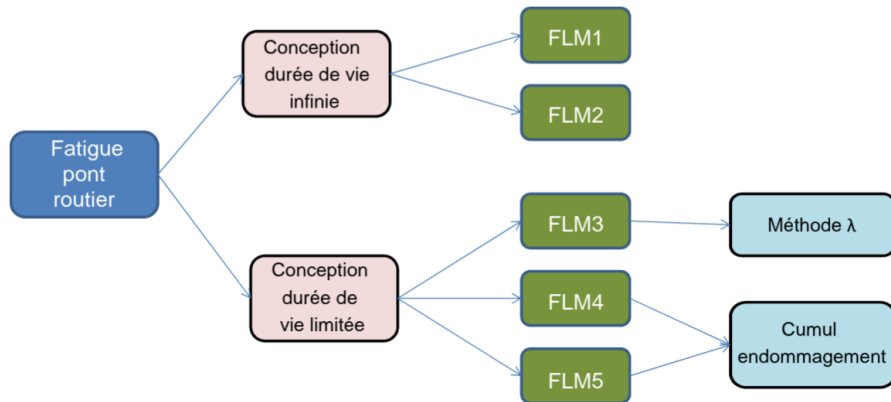 Fatigue
pont
routier
Conception
durée de vie
infinie
FLM1
FLM2
Conception
durée de
vie limitée
FLM3
FLM4
FLM5
Méthode λ
Cumul
endommagement